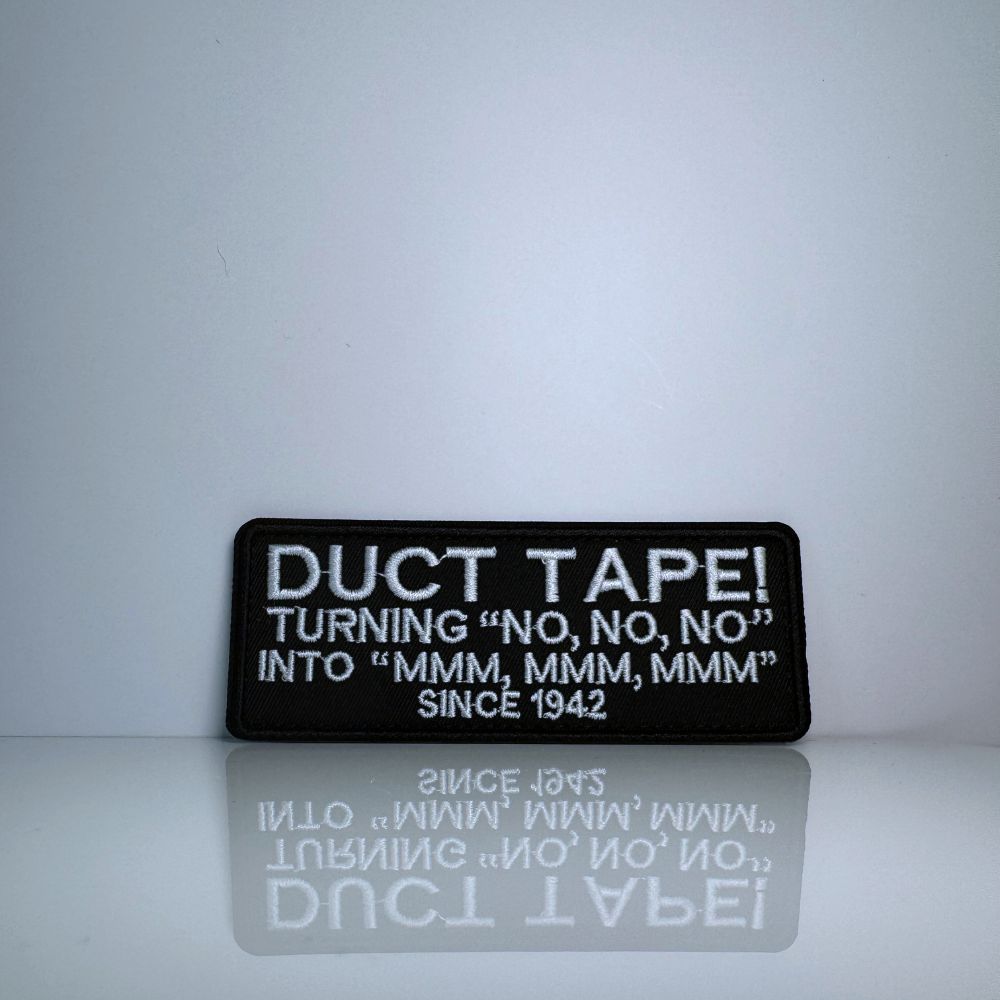 DUCT TAPE!
TURNING “NO, NO, NO”
INTO “MMM, MMM, MMM”
SINCE 1942